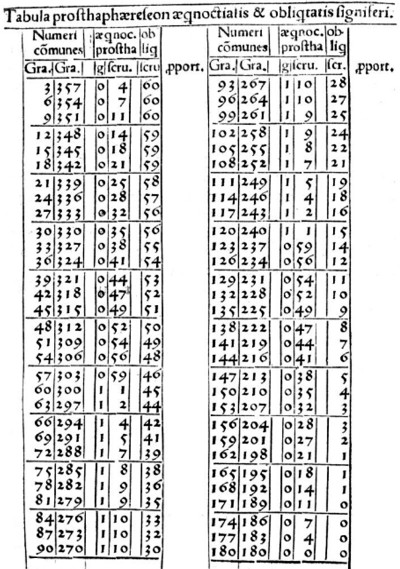 Tabula proſthaphæreſeon æqnoctialis & obliqtatis ſigniferi.
Numeri æqnoc. ob
cõmunes proſtha liq
Gra. Gra. g ſcru. ſcru. ꝓport.
3 357 0 4 60
6 354 0 7 60
9 351 0 11 60
12 348 0 14 59
15 345 0 18 59
18 342 0 21 59
21 339 0 25 58
24 336 0 28 57
27 333 0 32 56
30 330 0 35 56
33 327 0 38 55
36 324 0 41 54
39 321 0 44 53
42 318 0 47 52
45 315 0 49 51
48 312 0 52 50
51 309 0 54 49
54 306 0 56 48
57 303 0 59 46
60 300 1 1 45
63 297 1 2 44
66 294 1 4 42
69 291 1 5 41
72 288 1 7 39
75 285 1 8 38
78 282 1 9 36
81 279 1 9 35
84 276 1 10 33
87 273 1 10 32
90 270 1 10 30
Numeri æqnoc. ob-
cõmunes proſtha liq
Gra. Gra. g ſcru. ſcr. ꝓport.
93 267 1 10 28
96 264 1 10 27
99 261 1 9 25
102 258 1 9 24
105 255 1 8 22
108 252 1 7 21
111 249 1 5 19
114 246 1 4 18
117 243 1 2 16
120 240 1 1 15
123 237 0 59 14
126 234 0 56 12
129 231 0 54 11
132 228 0 52 10
135 225 0 49 9
138 222 0 47 8
141 219 0 44 7
144 216 0 41 6
147 213 0 38 5
150 210 0 35 4
153 207 0 32 3
156 204 0 28 3
159 201 0 27 2
162 198 0 21 1
165 195 0 18 1
168 192 0 14 1
171 189 0 11 0
174 186 0 7 0
177 183 0 4 0
180 180 0 0 0